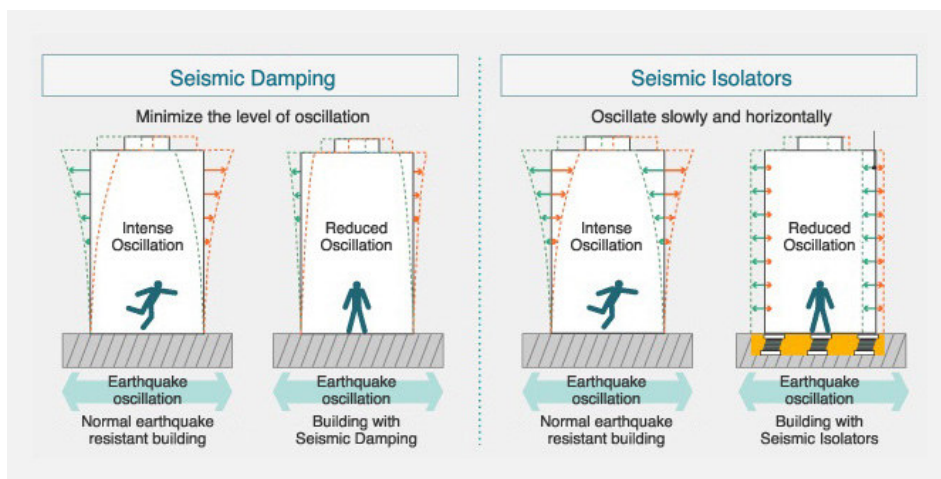 Seismic Damping
Minimize the level of oscillation
Intense
Oscillation
Reduced
Oscillation
Earthquake
oscillation
Normal earthquake
resistant building
Earthquake
oscillation
Building with
Seismic Damping
Seismic Isolators
Oscillate slowly and horizontally
Intense
Oscillation
Reduced
Oscillation
Earthquake
oscillation
Normal earthquake
resistant building
Earthquake
oscillation
Building with
Seismic Isolators